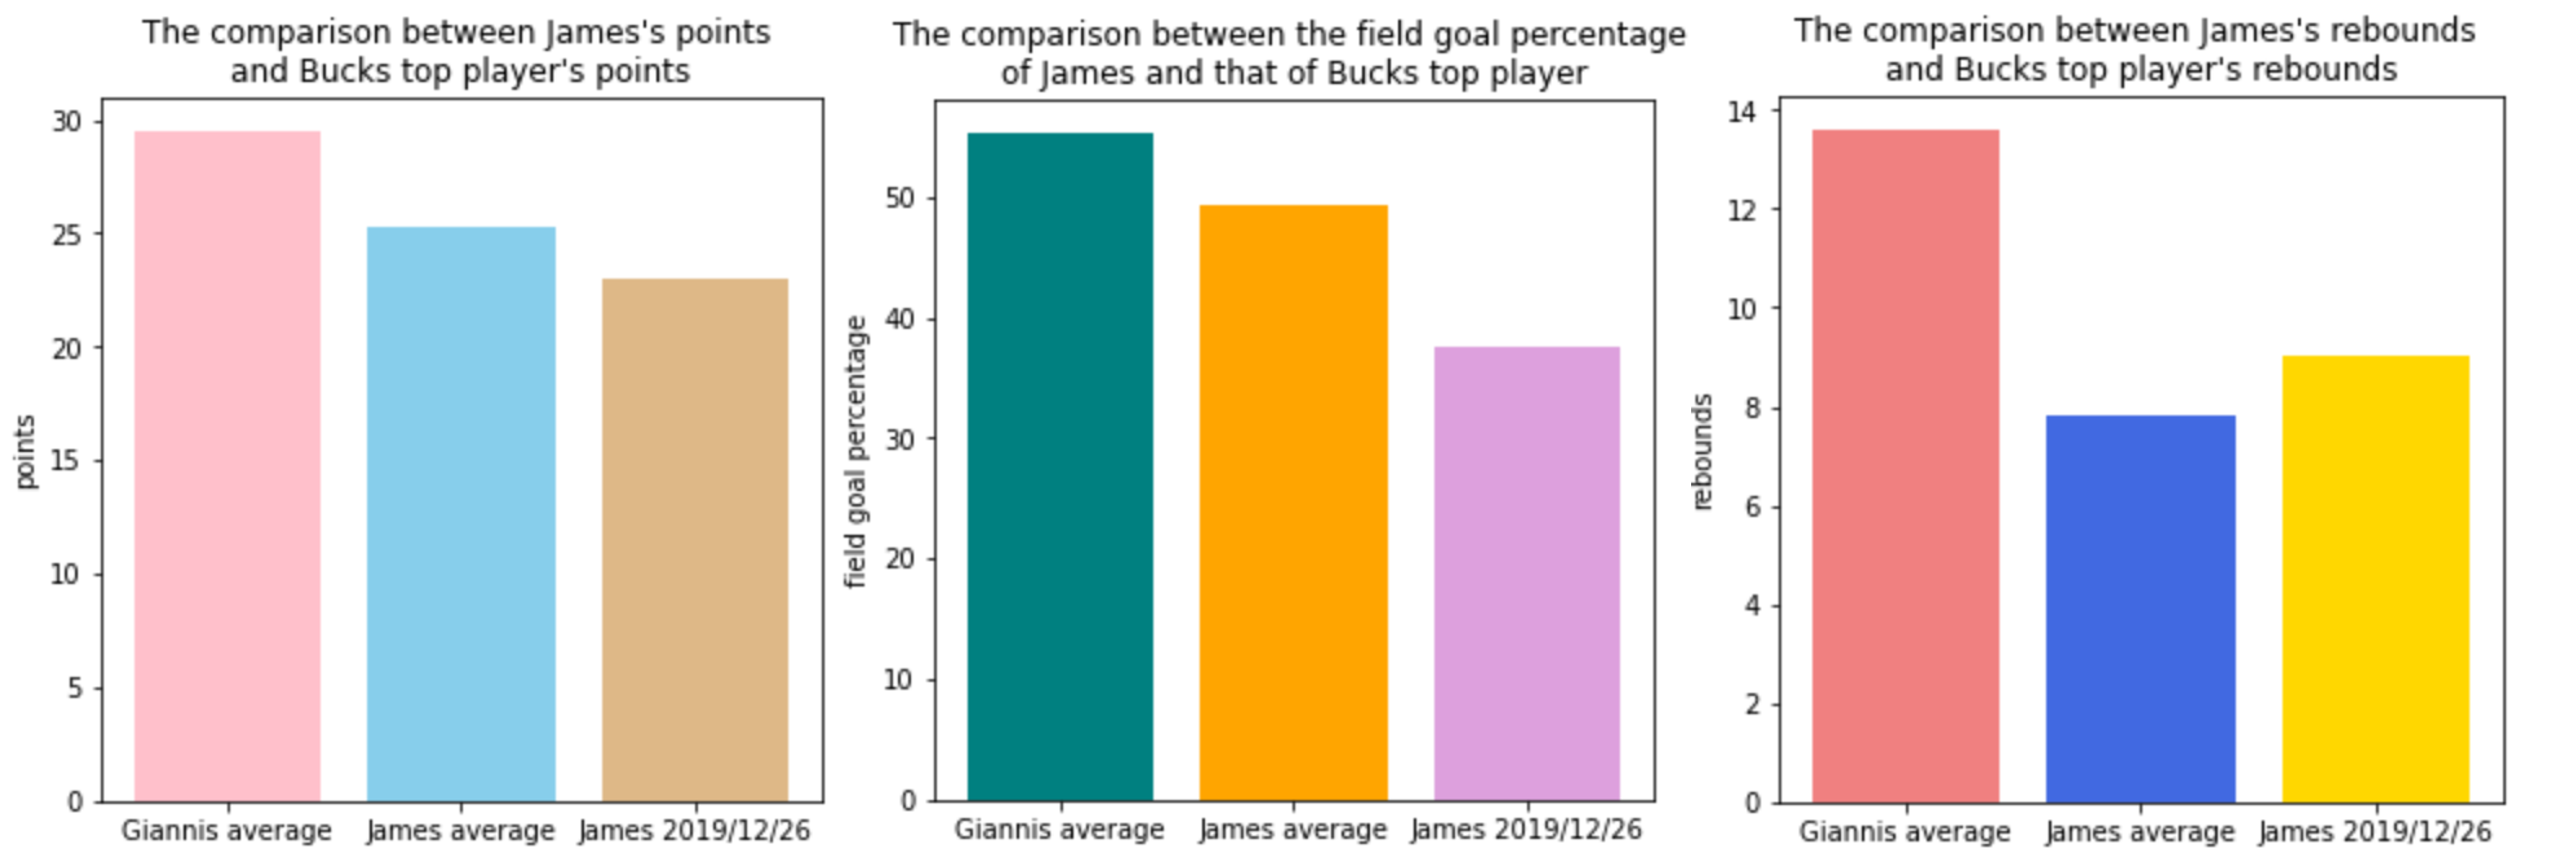 The comparison between James's points
and Bucks top player's points
30
25
20
15
10
5
0
points
Giannis average James average James 2019/12/26
The comparison between the field goal percentage
of James and that of Bucks top player
50
40
30
20
10
0
field goal percentage
Giannis average James average James 2019/12/26
The comparison between James's rebounds
and Bucks top player's rebounds
14
12
10
8
6
4
2
0
rebounds
Giannis average James average James 2019/12/26